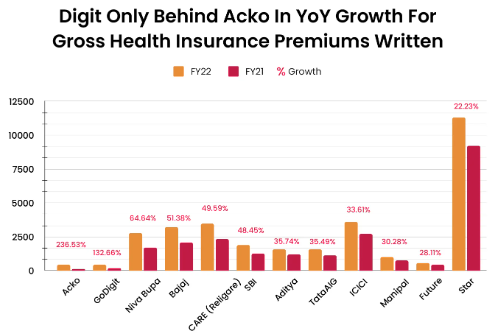 Digit Only Behind Acko In YoY Growth For
Gross Health Insurance Premiums Written
FY22 FY21 % Growth
12500
10000
7500
5000
2500
0
236.53%
132.66%
64.64%
51.38%
49.59%
48.45%
35.74%
35.49%
33.61%
30.28%
28.11%
22.23%
Acko
GoDigit
Niva Bupa
Bajaj
CARE (Religare)
SBI
Aditya
TataAIG
ICICI
Manipal
Future
Star